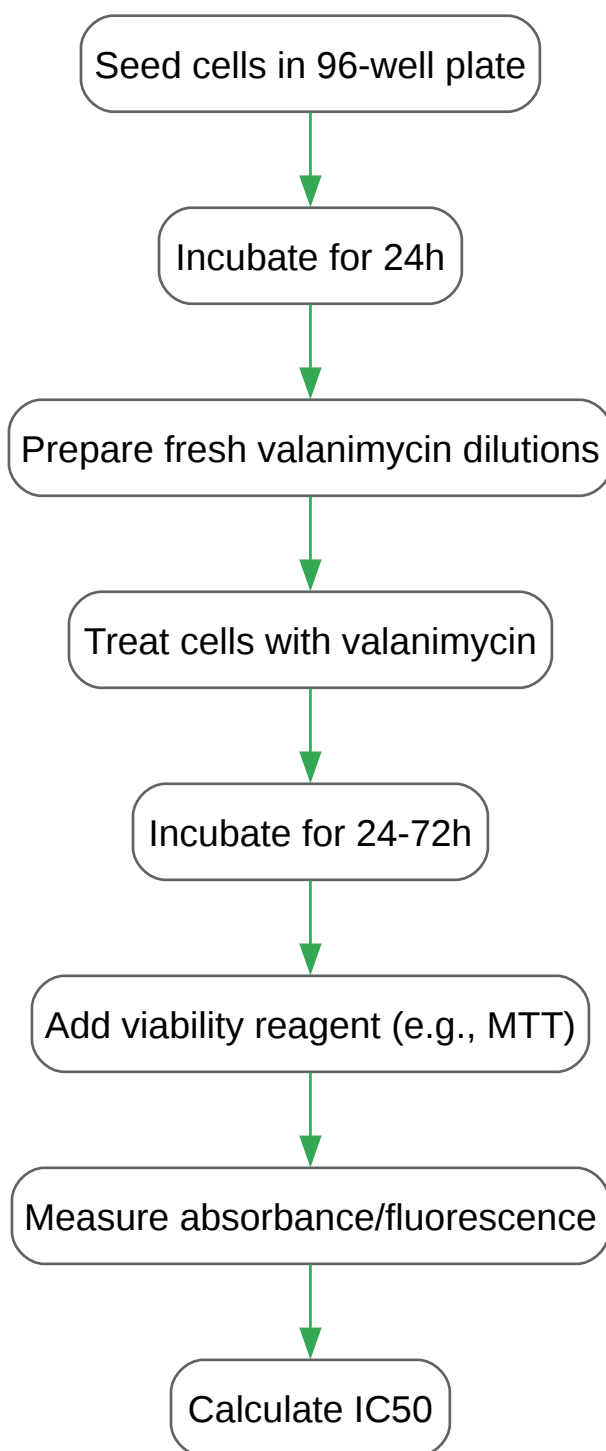 Seed cells in 96-well plate
Incubate for 24h
Prepare fresh valanimycin dilutions
Treat cells with valanimycin
Incubate for 24-72h
Add viability reagent (e.g., MTT)
Measure absorbance/fluorescence
Calculate IC50